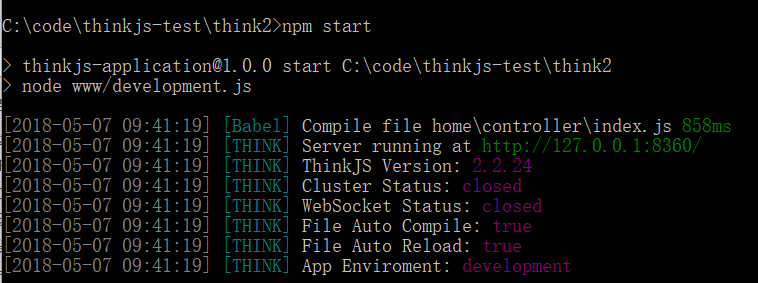 C:\code\thinkjs-test\think2>npm start
> thinkjs-application@1.0.0 start C:\code\thinkjs-test\think2
> node www/development.js
[2018-05-07 09:41:19] [Babel] Compile file home\controller\index.js 858ms
[2018-05-07 09:41:19] [THINK] Server running at http://127.0.0.1:8360/
[2018-05-07 09:41:19] [THINK] ThinkJS Version: 2.2.24
[2018-05-07 09:41:19] [THINK] Cluster Status: closed
[2018-05-07 09:41:19] [THINK] WebSocket Status: closed
[2018-05-07 09:41:19] [THINK] File Auto Compile: true
[2018-05-07 09:41:19] [THINK] File Auto Reload: true
[2018-05-07 09:41:19] [THINK] App Enviroment: development